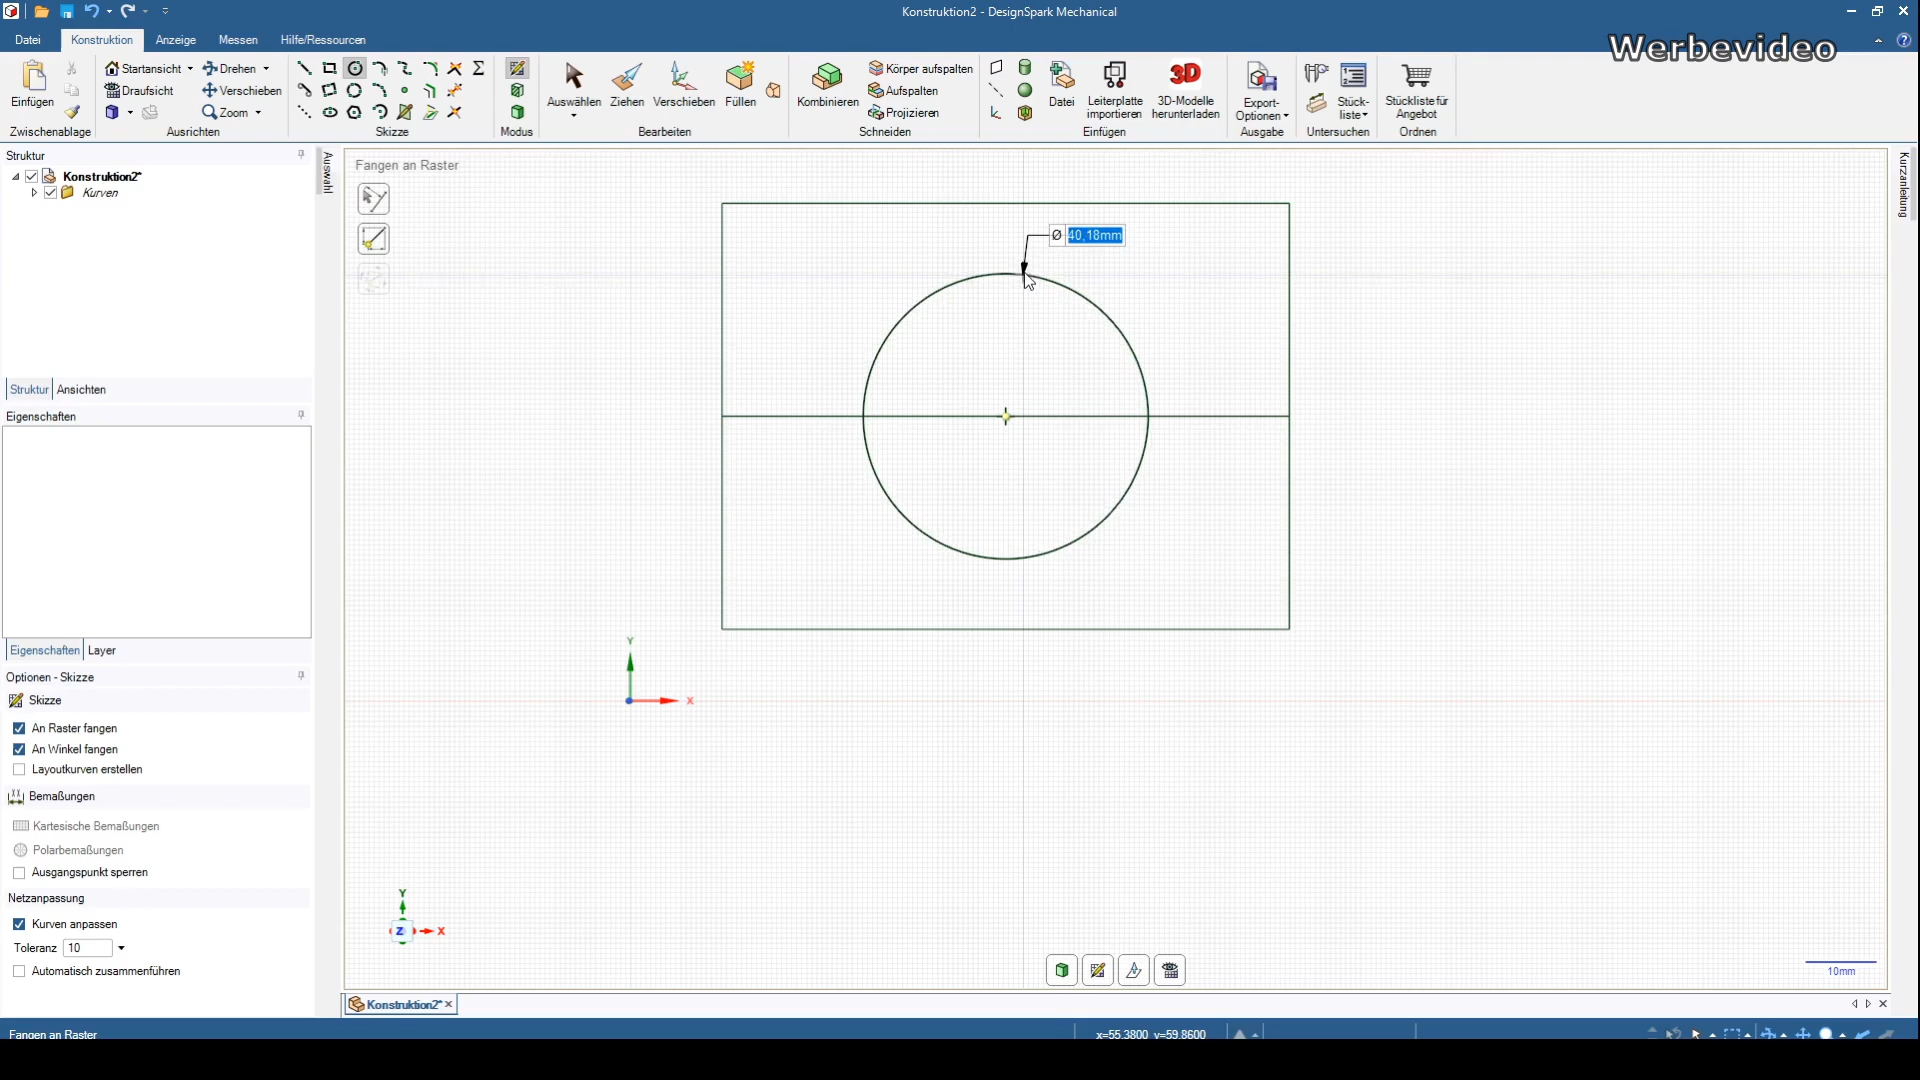 Konstruktion2 - DesignSpark Mechanical
Datei
Konstruktion
Anzeige
Messen
Hilfe/Ressourcen
Werbevideo
Einfügen
Zwischenablage
Startansicht
Drehen
Draufsicht
Verschieben
Zoom
Ausrichten
Skizze
Modus
Auswählen
Ziehen
Verschieben
Füllen
Bearbeiten
Kombinieren
Körper aufspalten
Aufspalten
Projizieren
Schneiden
Datei
Leiterplatte
importieren
3D
3D-Modelle
herunterladen
Einfügen
Export-
Optionen
Ausgabe
Stück-
liste
Untersuchen
Stückliste für
Angebot
Ordnen
Struktur
Konstruktion2*
Kurven
Struktur
Ansichten
Eigenschaften
Eigenschaften
Layer
Optionen - Skizze
Skizze
An Raster fangen
An Winkel fangen
Layoutkurven erstellen
Bemaßungen
Kartesische Bemaßungen
Polarbemaßungen
Ausgangspunkt sperren
Netzanpassung
Kurven anpassen
Toleranz 10
Automatisch zusammenführen
Auswahl
Fangen an Raster
Ø 40,18mm
Y
X
Y
Z
X
10mm
Kurzanleitung
Konstruktion2*
Fangen an Raster
x=55.3800 y=59.8600